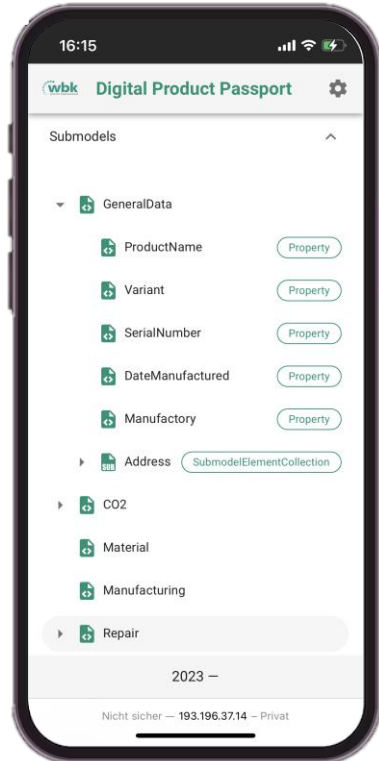 16:15
wbk Digital Product Passport
Submodels
GeneralData
ProductName Property
Variant Property
SerialNumber Property
DateManufactured Property
Manufactory Property
SUB Address SubmodelElementCollection
CO2
Material
Manufacturing
Repair
2023 —
Nicht sicher — 193.196.37.14 – Privat